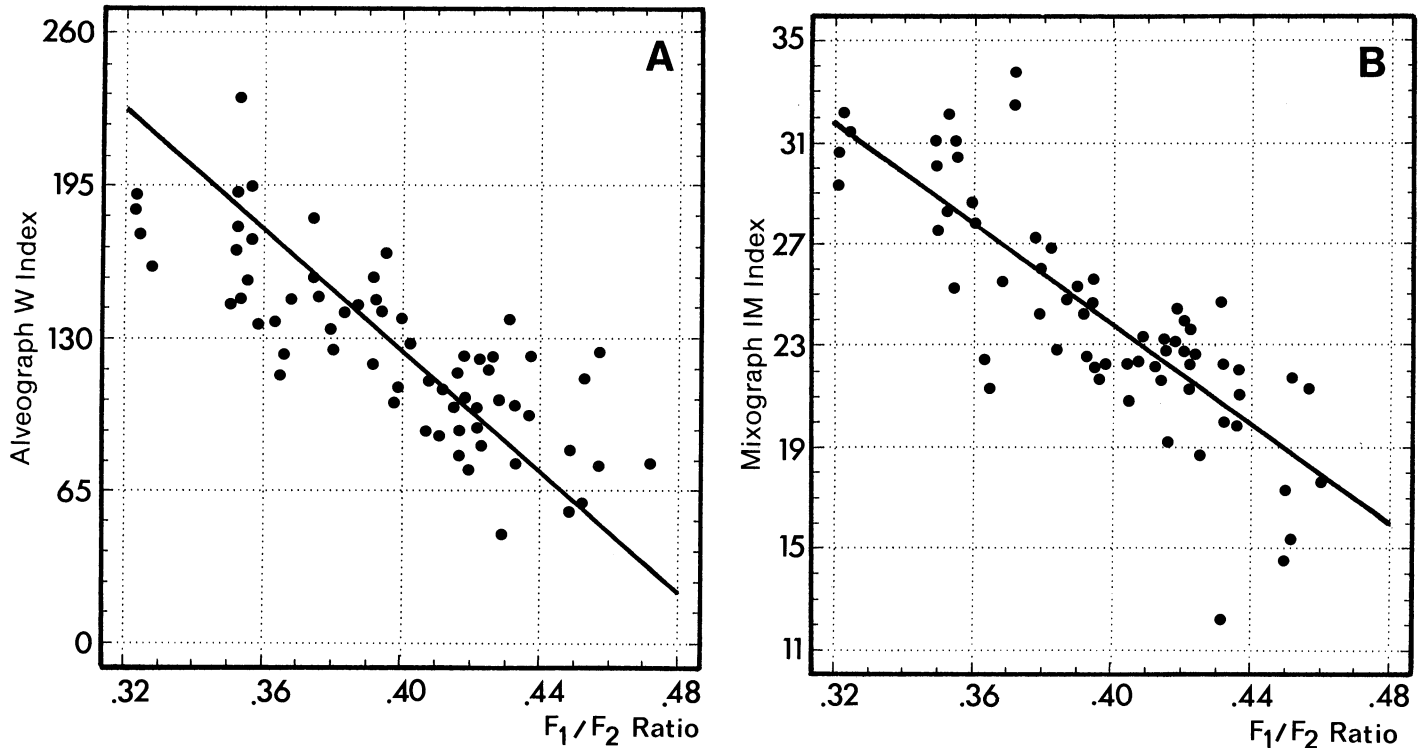 A
260
195
130
65
0
Alveograph W Index
.32 .36 .40 .44 .48
F₁/F₂ Ratio
B
35
31
27
23
19
15
11
Mixograph IM Index
.32 .36 .40 .44 .48
F₁/F₂ Ratio